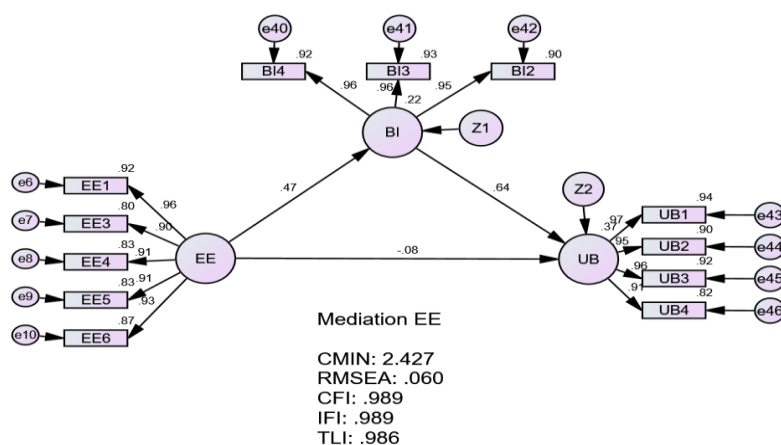 e40 e41 e42
.92 .93 .90
BI4 BI3 BI2
.96 .96 .95
.22
BI Z1
e6 EE1 .92
.96
e7 EE3 .80
.90
e8 EE4 .83
.91
e9 EE5 .83
.91
e10 EE6 .87
.93
EE
.47
.64
-.08
Z2
.37
UB
.97 UB1 .94 e43
.95 UB2 .90 e44
.96 UB3 .92 e45
.91 UB4 .82 e46
Mediation EE
CMIN: 2.427
RMSEA: .060
CFI: .989
IFI: .989
TLI: .986